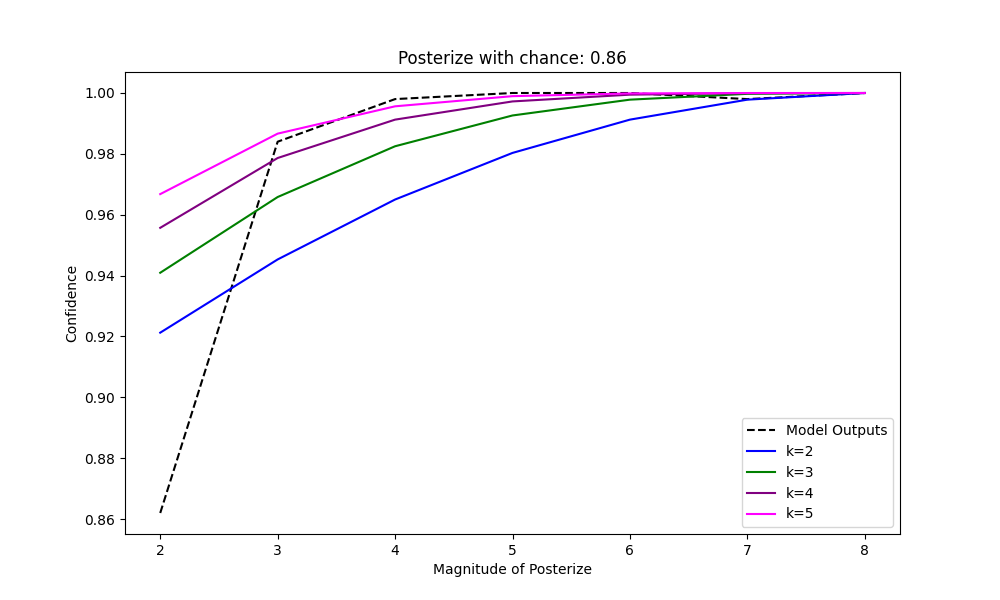 Posterize with chance: 0.86
Confidence
1.00
0.98
0.96
0.94
0.92
0.90
0.88
0.86
2 3 4 5 6 7 8
Magnitude of Posterize
Model Outputs
k=2
k=3
k=4
k=5